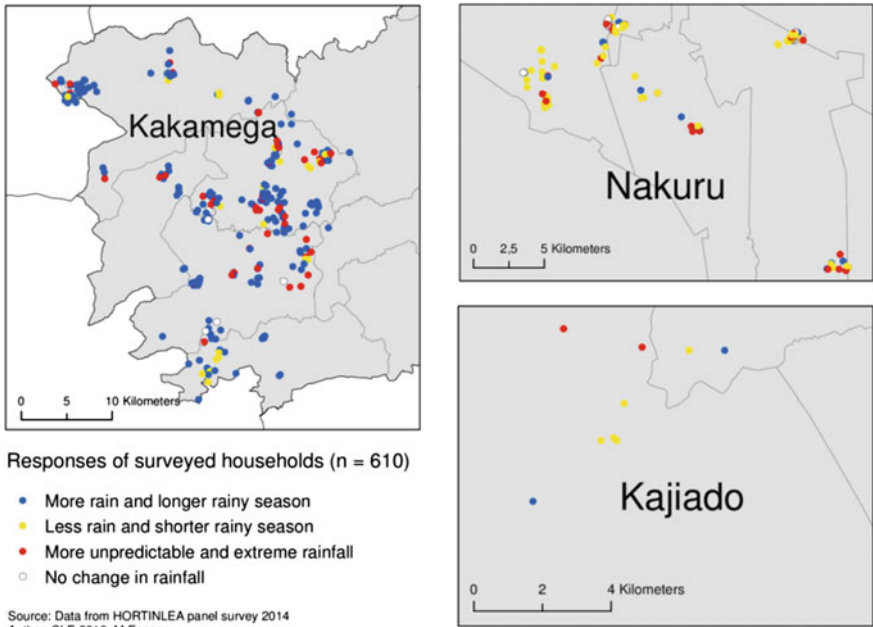 Kakamega
0 5 10 Kilometers
Nakuru
0 2,5 5 Kilometers
Kajiado
0 2 4 Kilometers
Responses of surveyed households (n = 610)
More rain and longer rainy season
Less rain and shorter rainy season
More unpredictable and extreme rainfall
No change in rainfall
Source: Data from HORTINLEA panel survey 2014